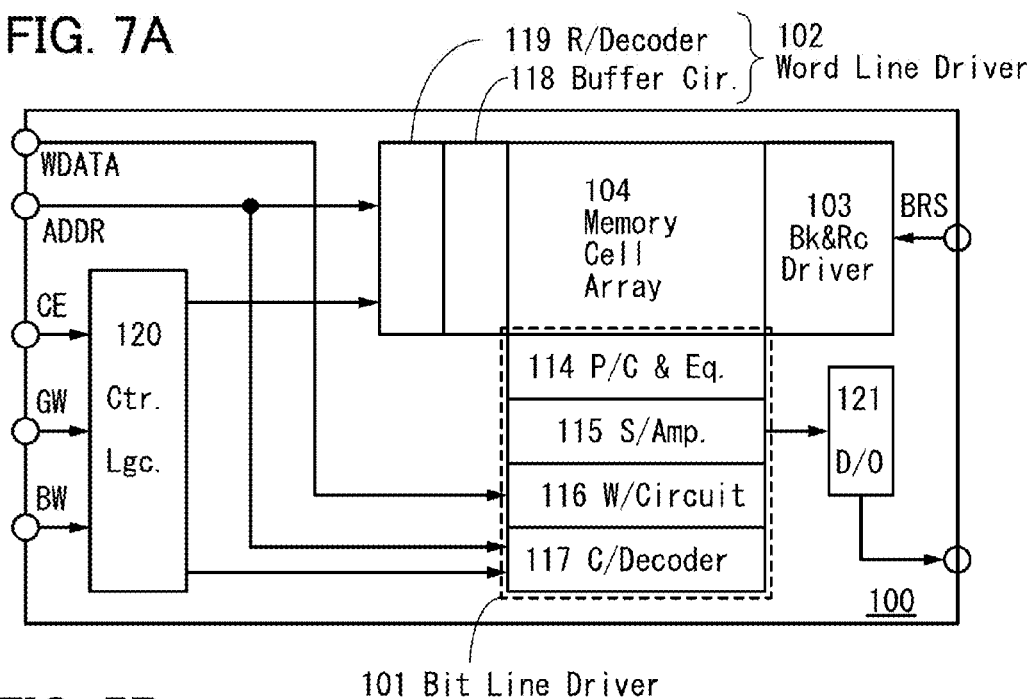 FIG. 7A
119 R/Decoder
118 Buffer Cir.
102
Word Line Driver
WDATA
ADDR
CE
GW
BW
120
Ctr.
Lgc.
104
Memory
Cell
Array
103
Bk&Rc
Driver
BRS
114 P/C & Eq.
115 S/Amp.
116 W/Circuit
117 C/Decoder
121
D/O
100
101 Bit Line Driver